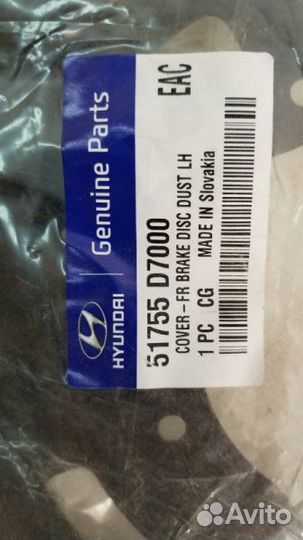 HYUNDAI
Genuine Parts
EAC
51755 D7000
COVER-FR BRAKE DISC DUST LH
1 PC CG MADE IN Slovakia
Avito